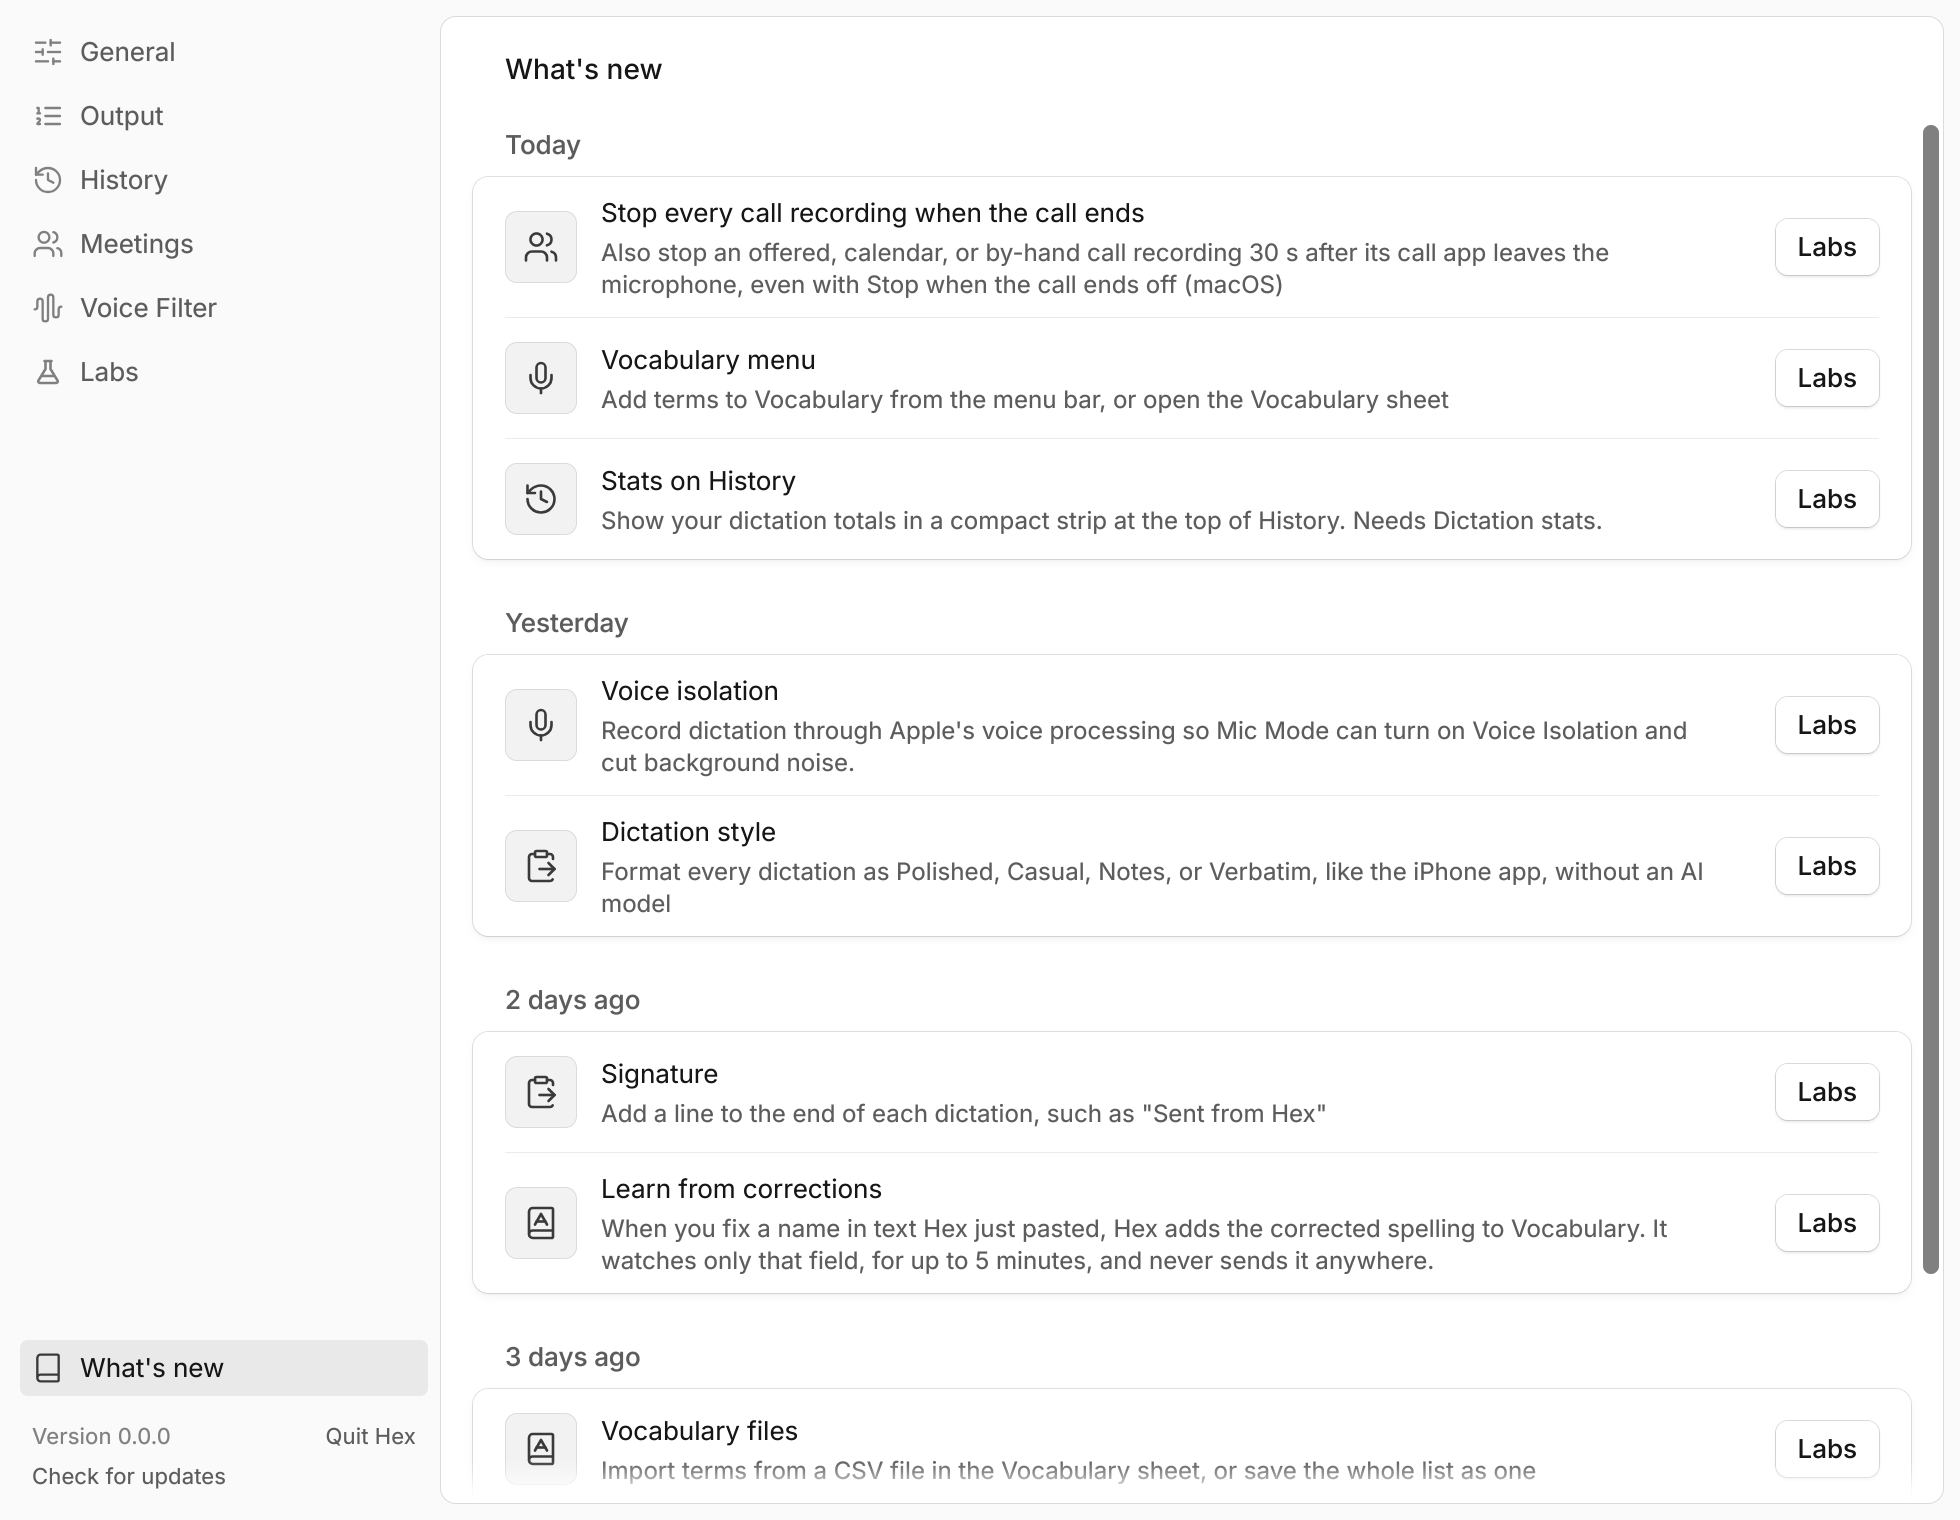 General
Output
History
Meetings
Voice Filter
Labs
What's new
Version 0.0.0
Quit Hex
Check for updates
What's new
Today
Stop every call recording when the call ends
Also stop an offered, calendar, or by-hand call recording 30 s after its call app leaves the
microphone, even with Stop when the call ends off (macOS)
Labs
Vocabulary menu
Add terms to Vocabulary from the menu bar, or open the Vocabulary sheet
Labs
Stats on History
Show your dictation totals in a compact strip at the top of History. Needs Dictation stats.
Labs
Yesterday
Voice isolation
Record dictation through Apple's voice processing so Mic Mode can turn on Voice Isolation and
cut background noise.
Labs
Dictation style
Format every dictation as Polished, Casual, Notes, or Verbatim, like the iPhone app, without an AI
model
Labs
2 days ago
Signature
Add a line to the end of each dictation, such as "Sent from Hex"
Labs
Learn from corrections
When you fix a name in text Hex just pasted, Hex adds the corrected spelling to Vocabulary. It
watches only that field, for up to 5 minutes, and never sends it anywhere.
Labs
3 days ago
Vocabulary files
Import terms from a CSV file in the Vocabulary sheet, or save the whole list as one
Labs